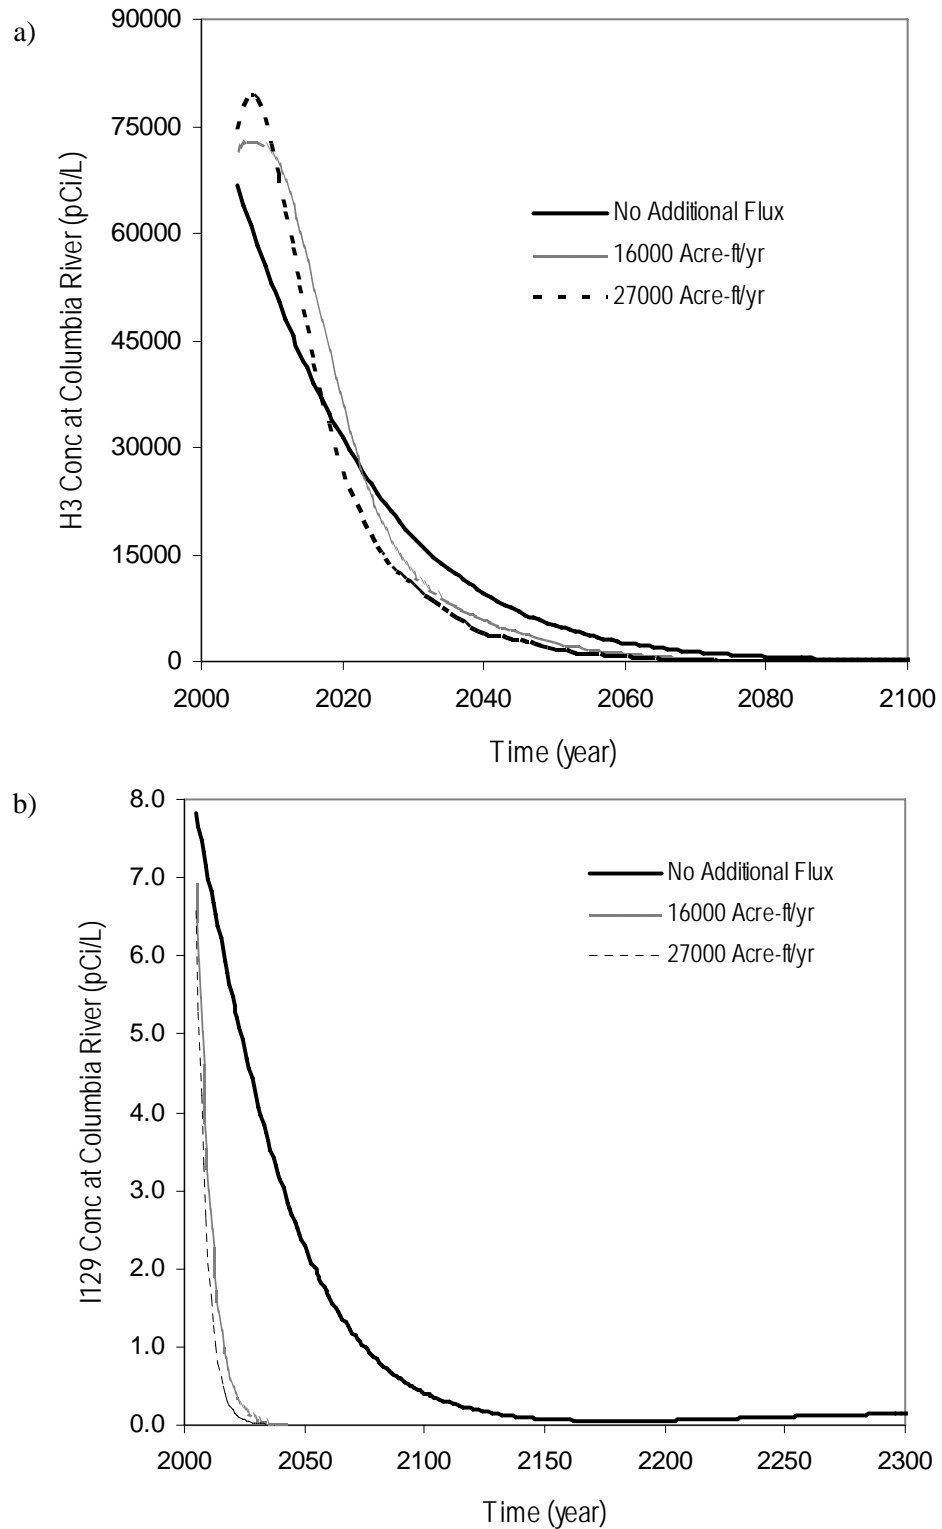 a)
90000
75000
60000
45000
30000
15000
0
H3 Conc at Columbia River (pCi/L)
No Additional Flux
16000 Acre-ft/yr
27000 Acre-ft/yr
2000 2020 2040 2060 2080 2100
Time (year)
b)
8.0
7.0
6.0
5.0
4.0
3.0
2.0
1.0
0.0
I129 Conc at Columbia River (pCi/L)
No Additional Flux
16000 Acre-ft/yr
27000 Acre-ft/yr
2000 2050 2100 2150 2200 2250 2300
Time (year)